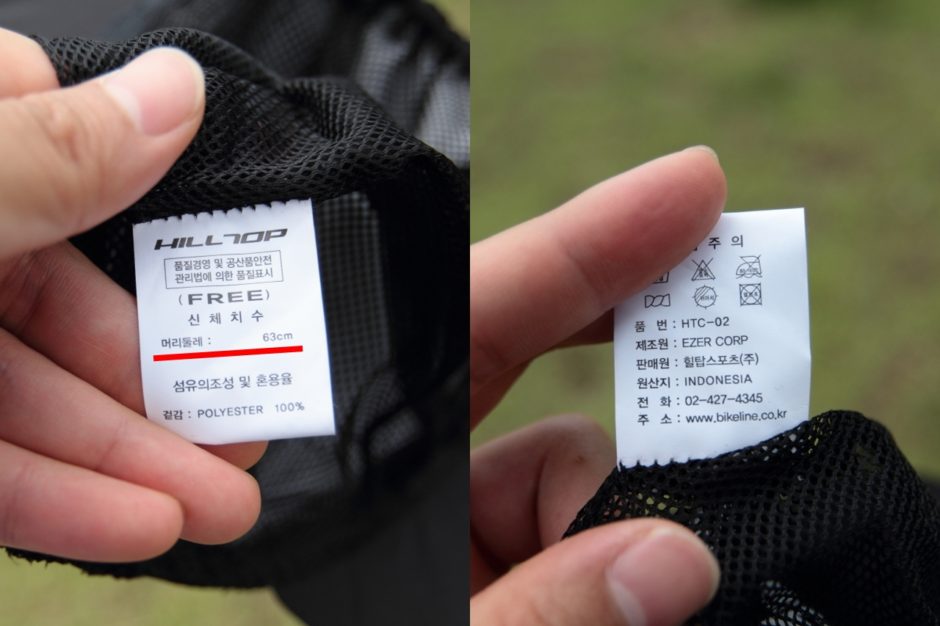 HILLTOP
품질경영 및 공산품안전
관리법에 의한 품질표시
(FREE)
신체치수
머리둘레 : 63cm
섬유의조성 및 혼용율
겉감 : POLYESTER 100%
주의
품 번 : HTC-02
제조원 : EZER CORP
판매원 : 힐탑스포츠(주)
원산지 : INDONESIA
전 화 : 02-427-4345
주 소 : www.bikeline.co.kr